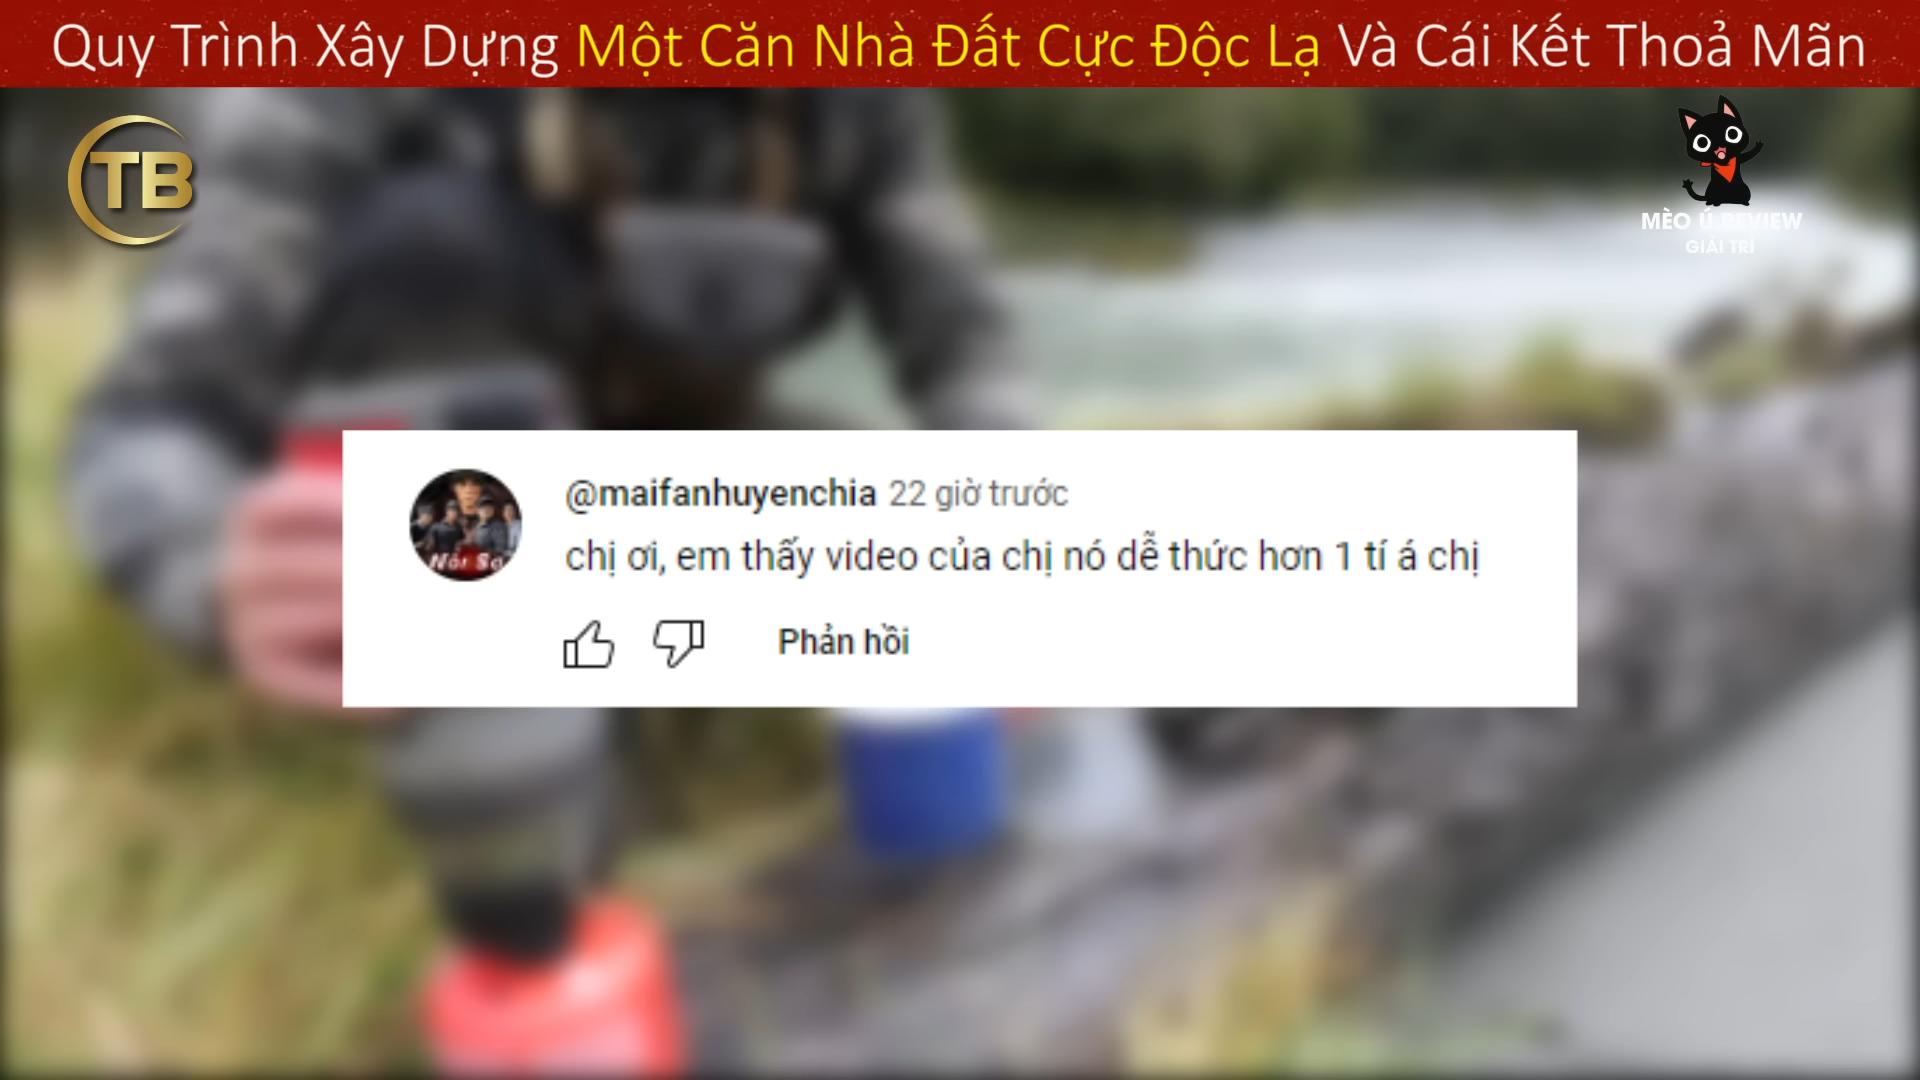 Quy Trình Xây Dựng Một Căn Nhà Đất Cực Độc Lạ Và Cái Kết Thoả Mãn
TB
MÈO Ú REVIEW
GIẢI TRÍ
@maifanhuyenchia 22 giờ trước
chị ơi, em thấy video của chị nó dễ thức hơn 1 tí á chị
Phản hồi